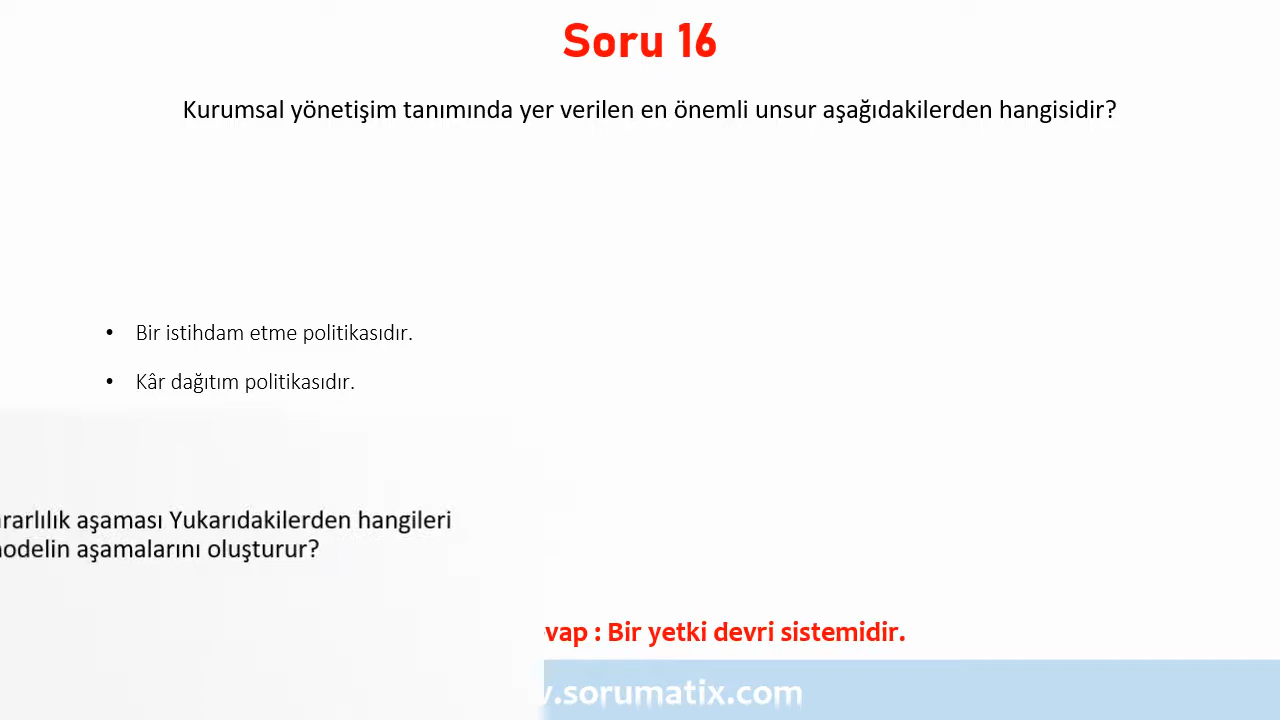 Soru 16
Kurumsal yönetişim tanımında yer verilen en önemli unsur aşağıdakilerden hangisidir?
• Bir istihdam etme politikasıdır.
• Kâr dağıtım politikasıdır.
rarlılık aşaması Yukarıdakilerden hangileri
odelin aşamalarını oluşturur?
vap : Bir yetki devri sistemidir.
.sorumatix.com